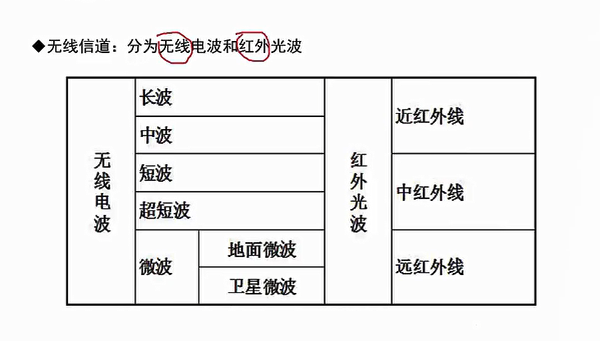 ◆无线信道：分为无线电波和红外光波
无线电波
长波
中波
短波
超短波
微波
地面微波
卫星微波
红外光波
近红外线
中红外线
远红外线